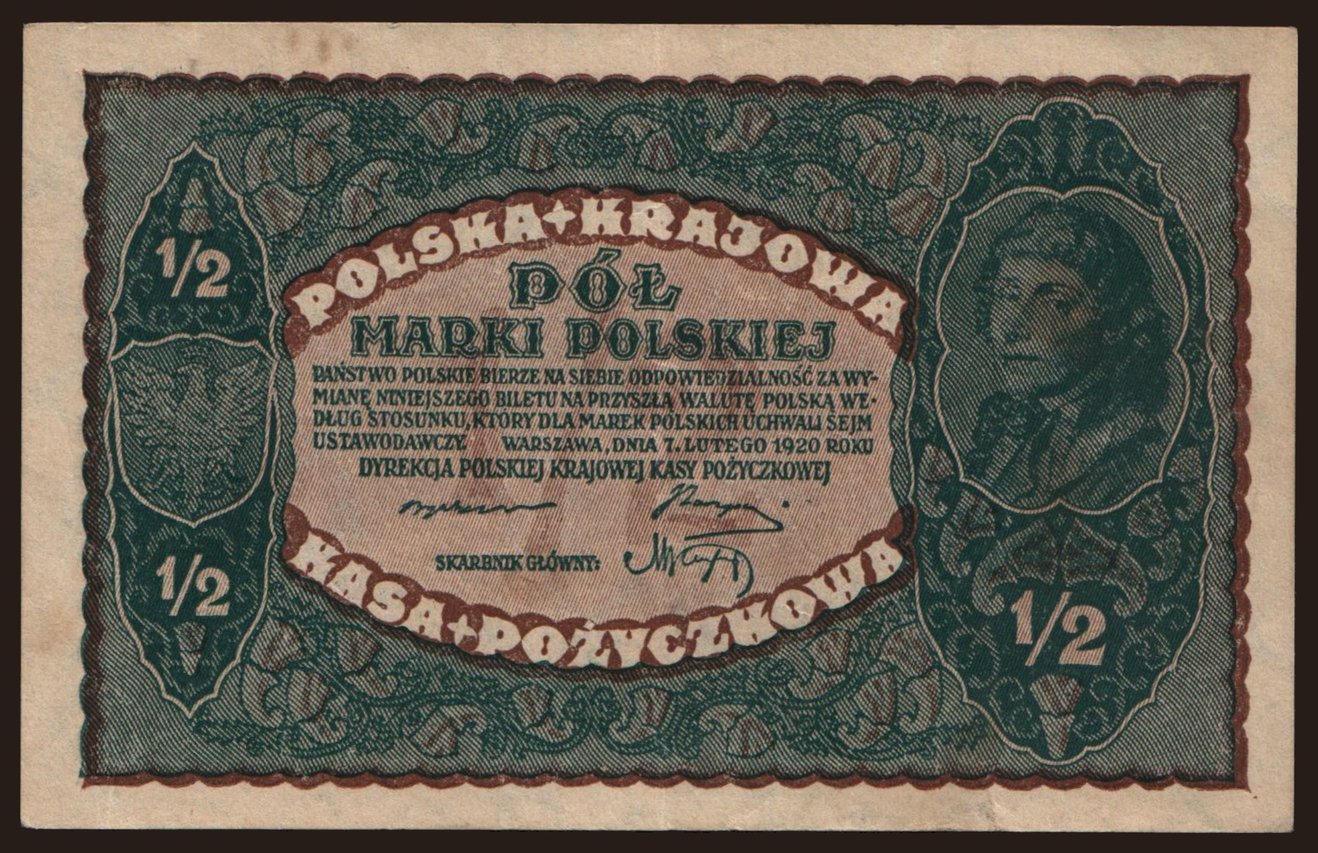 POLSKA + KRAJOWA
PÓŁ
MARKI POLSKIEJ
PAŃSTWO POLSKIE BIERZE NA SIEBIE ODPOWIEDZIALNOŚĆ ZA WY-
MIANĘ NINIEJSZEGO BILETU NA PRZYSZŁĄ WALUTĘ POLSKĄ WE-
DŁUG STOSUNKU, KTÓRY DLA MAREK POLSKICH UCHWALI SEJM
USTAWODAWCZY. WARSZAWA, DNIA 7. LUTEGO 1920 ROKU
DYREKCJA POLSKIEJ KRAJOWEJ KASY POŻYCZKOWEJ
SKARBNIK GŁÓWNY:
KASA + POŻYCZKOWA
1/2
1/2
1/2